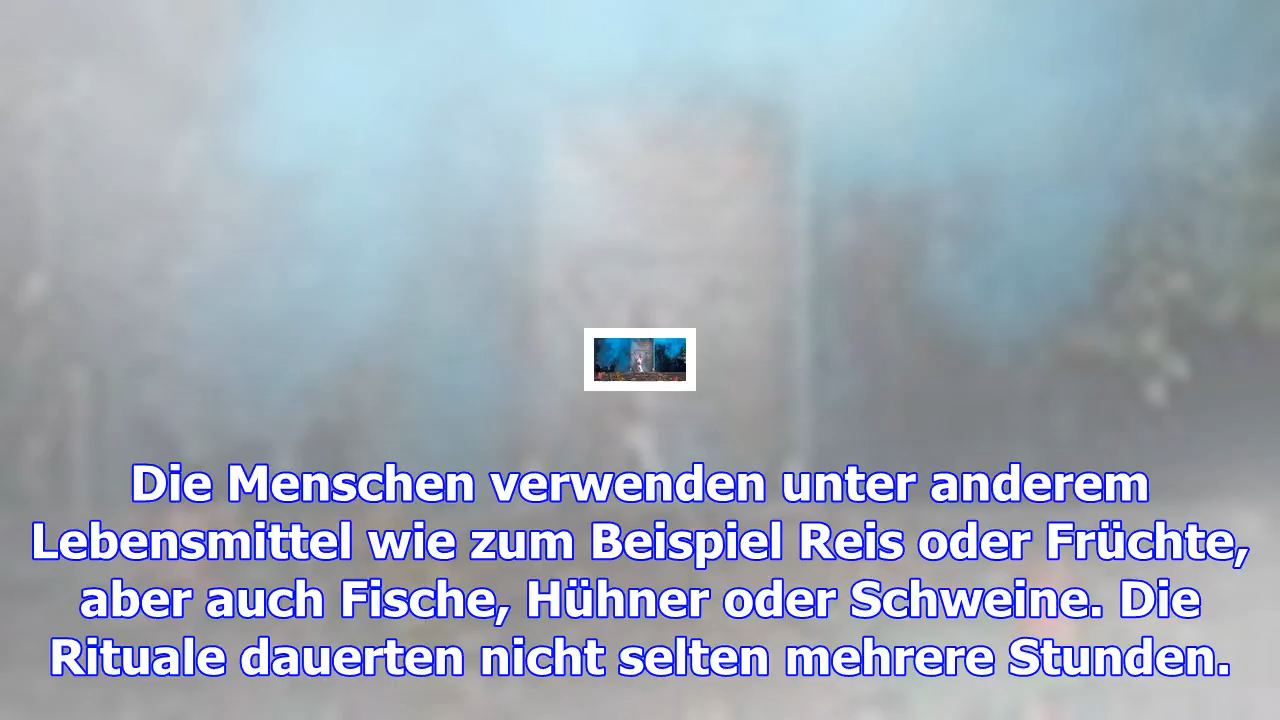 Die Menschen verwenden unter anderem
Lebensmittel wie zum Beispiel Reis oder Früchte,
aber auch Fische, Hühner oder Schweine. Die
Rituale dauerten nicht selten mehrere Stunden.